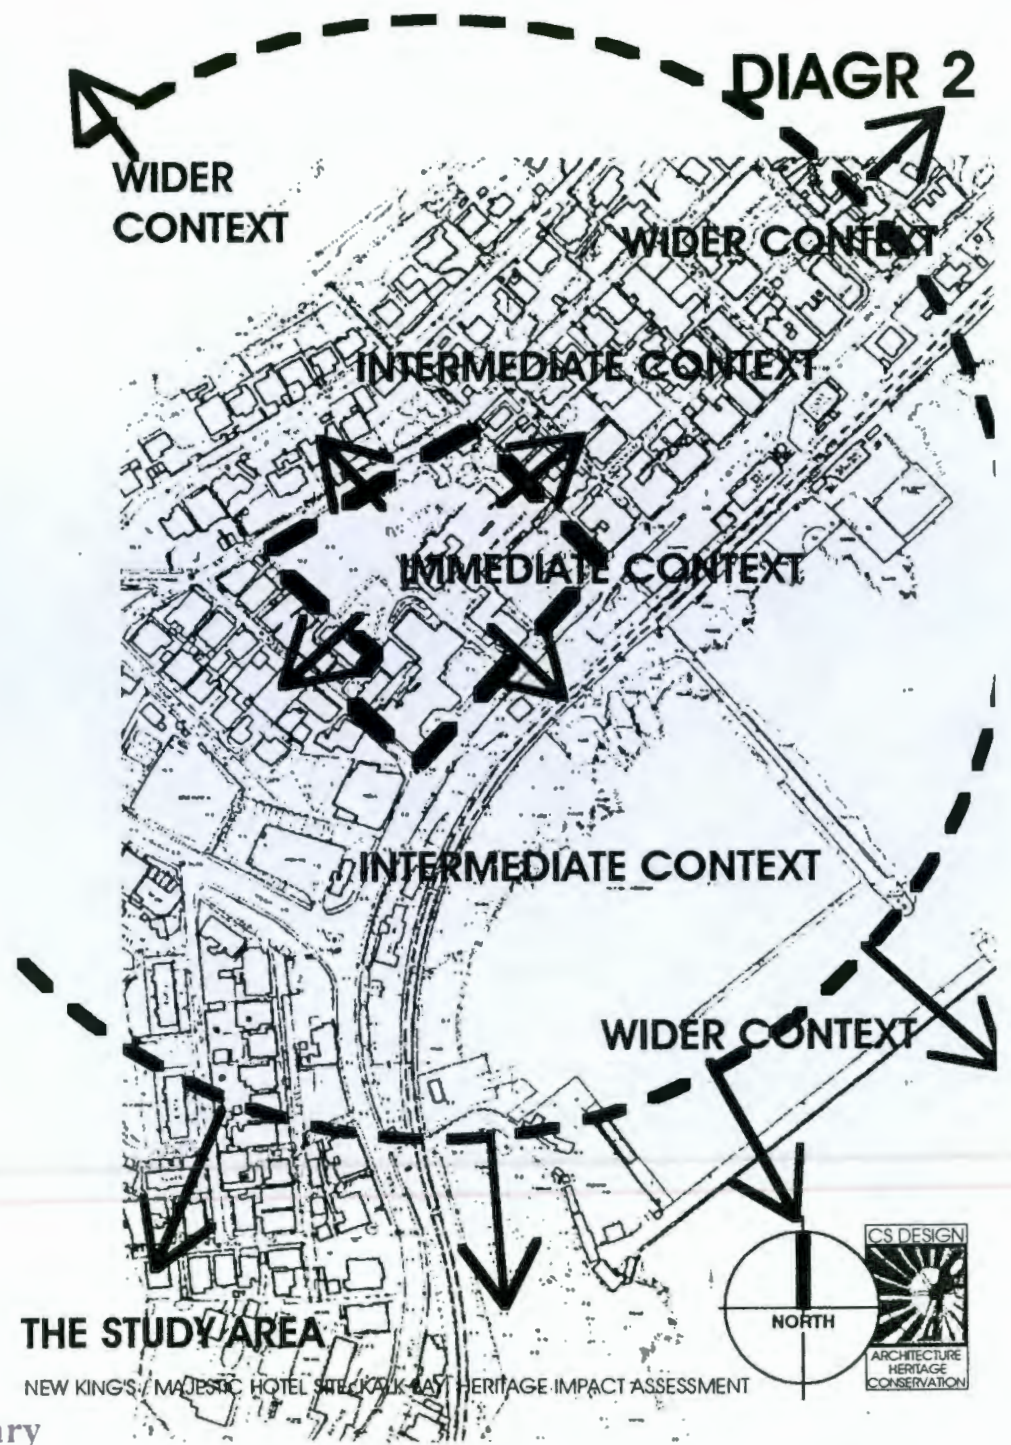 DIAGR 2
WIDER
CONTEXT
WIDER CONTEXT
INTERMEDIATE CONTEXT
IMMEDIATE CONTEXT
INTERMEDIATE CONTEXT
WIDER CONTEXT
CS DESIGN
NORTH
ARCHITECTURE
HERITAGE
CONSERVATION
THE STUDY AREA
NEW KING'S / MAJESTIC HOTEL SITE, KALK BAY, HERITAGE IMPACT ASSESSMENT